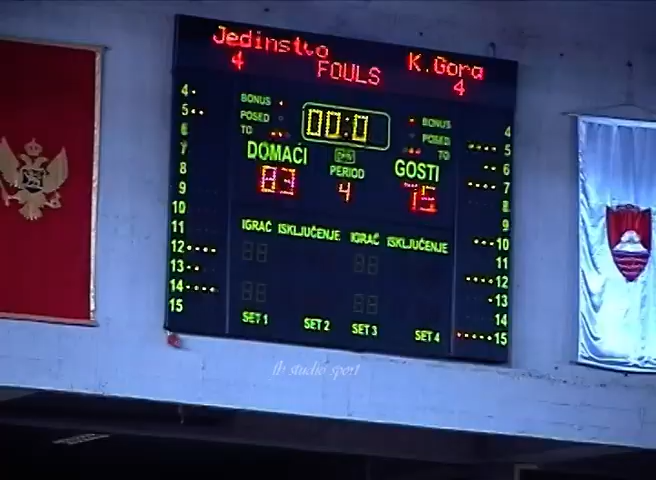 Jedinstvo K.Gora
4 FOULS 4
BONUS BONUS
POSED POSED
TO TO
00:0
DOMAĆI GOSTI
PERIOD
83 4 75
4
5
6
7
8
9
10
11
12
13
14
15
4
5
6
7
8
9
10
11
12
13
14
15
IGRAČ ISKLJUČENJE IGRAČ ISKLJUČENJE
SET 1 SET 2 SET 3 SET 4
fb studio sport